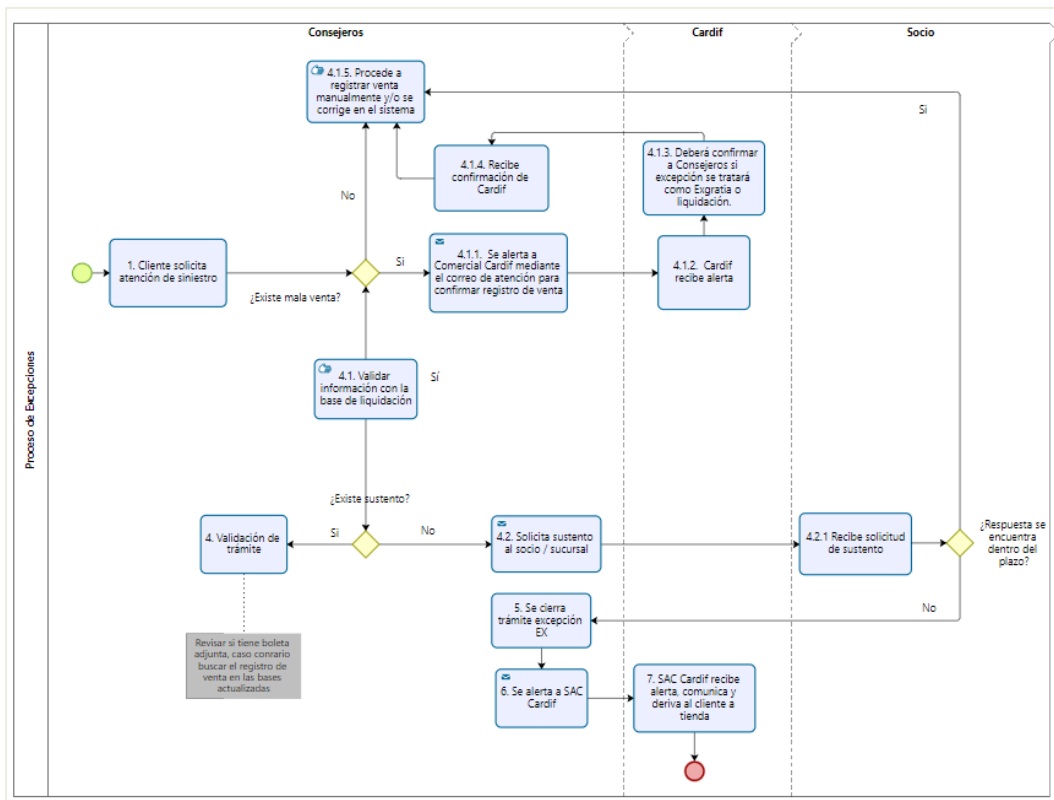 Consejeros
Cardif
Socio
Proceso de Excepciones
4.1.5. Procede a
registrar venta
manualmente y/o se
corrige en el sistema
Si
4.1.4. Recibe
confirmación de
Cardif
4.1.3. Deberá confirmar
a Consejeros si
excepción se tratará
como Exgratia o
liquidación.
No
1. Cliente solicita
atención de siniestro
¿Existe mala venta?
Si
4.1.1. Se alerta a
Comercial Cardif mediante
el correo de atención para
confirmar registro de venta
4.1.2. Cardif
recibe alerta
4.1. Validar
información con la
base de liquidación
Sí
¿Existe sustento?
4. Validación de
trámite
Si
No
4.2. Solicita sustento
al socio / sucursal
4.2.1 Recibe solicitud
de sustento
¿Respuesta se
encuentra
dentro del
plazo?
No
Revisar si tiene boleta
adjunta, caso conrario
buscar el registro de
venta en las bases
actualizadas
5. Se cierra
trámite excepción
EX
6. Se alerta a SAC
Cardif
7. SAC Cardif recibe
alerta, comunica y
deriva al cliente a
tienda